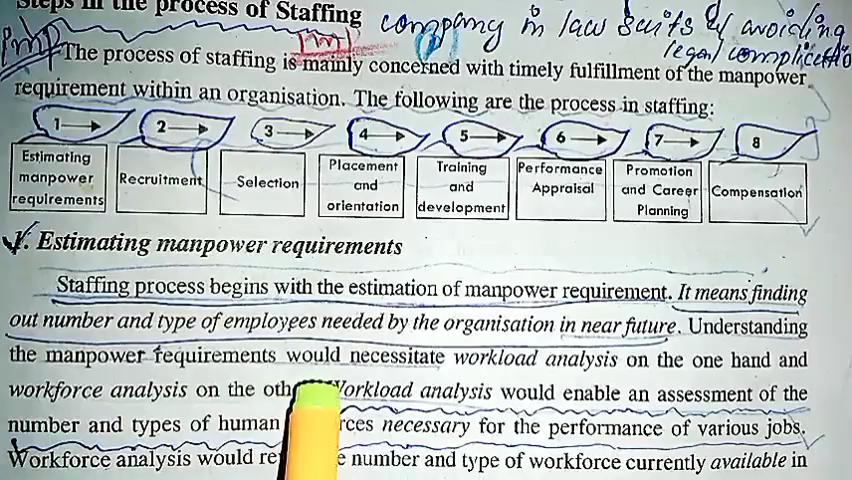 Steps in the process of Staffing
company in law suits by avoiding
legal complicatio
imp
The process of staffing is mainly concerned with timely fulfillment of the manpower
requirement within an organisation. The following are the process in staffing:
1 2 3 4 5 6 7 8
Estimating manpower requirements
Recruitment
Selection
Placement and orientation
Training and development
Performance Appraisal
Promotion and Career Planning
Compensation
1. Estimating manpower requirements
Staffing process begins with the estimation of manpower requirement. It means finding
out number and type of employees needed by the organisation in near future. Understanding
the manpower requirements would necessitate workload analysis on the one hand and
workforce analysis on the oth Workload analysis would enable an assessment of the
number and types of human rces necessary for the performance of various jobs.
Workforce analysis would re e number and type of workforce currently available in